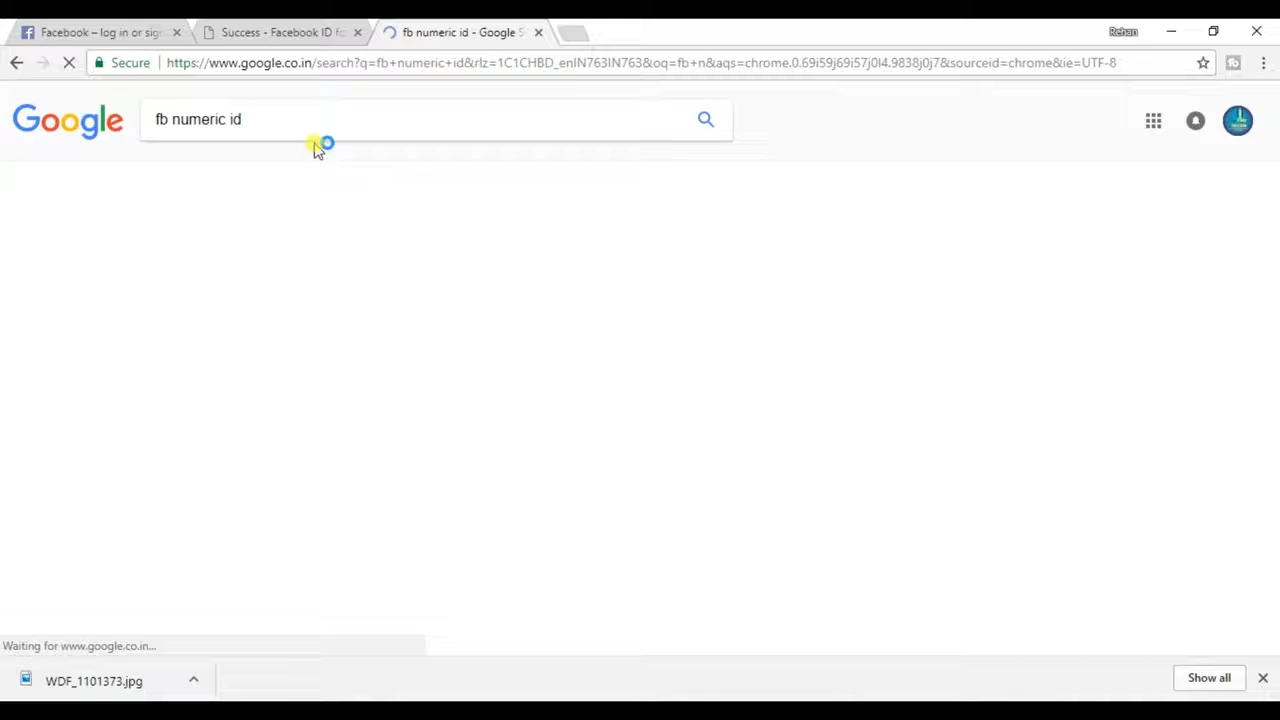 Facebook – log in or sig
Success - Facebook ID fo
fb numeric id - Google S
Rehan
Secure
https://www.google.co.in/search?q=fb+numeric+id&rlz=1C1CHBD_enIN763IN763&oq=fb+n&aqs=chrome.0.69i59j69i57j0l4.9838j0j7&sourceid=chrome&ie=UTF-8
Google
fb numeric id
Waiting for www.google.co.in...
WDF_1101373.jpg
Show all